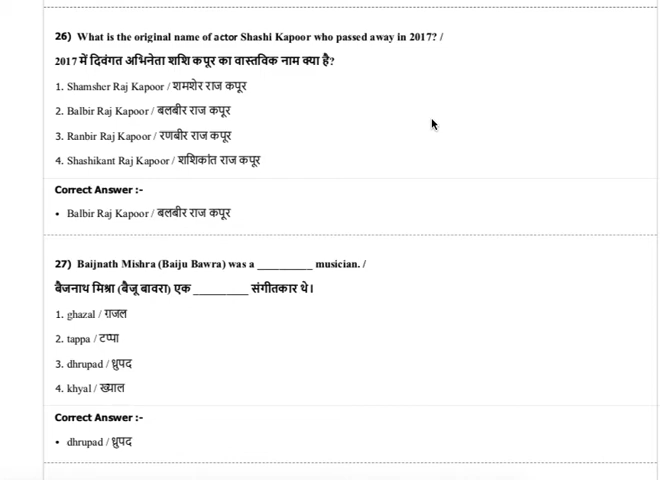 26) What is the original name of actor Shashi Kapoor who passed away in 2017? /
2017 में दिवंगत अभिनेता शशि कपूर का वास्तविक नाम क्या है?
1. Shamsher Raj Kapoor / शमशेर राज कपूर
2. Balbir Raj Kapoor / बलबीर राज कपूर
3. Ranbir Raj Kapoor / रणबीर राज कपूर
4. Shashikant Raj Kapoor / शशिकांत राज कपूर
Correct Answer :-
• Balbir Raj Kapoor / बलबीर राज कपूर
27) Baijnath Mishra (Baiju Bawra) was a __________ musician. /
बैजनाथ मिश्रा (बैजू बावरा) एक __________ संगीतकार थे।
1. ghazal / ग़जल
2. tappa / टप्पा
3. dhrupad / ध्रुपद
4. khyal / ख्याल
Correct Answer :-
• dhrupad / ध्रुपद